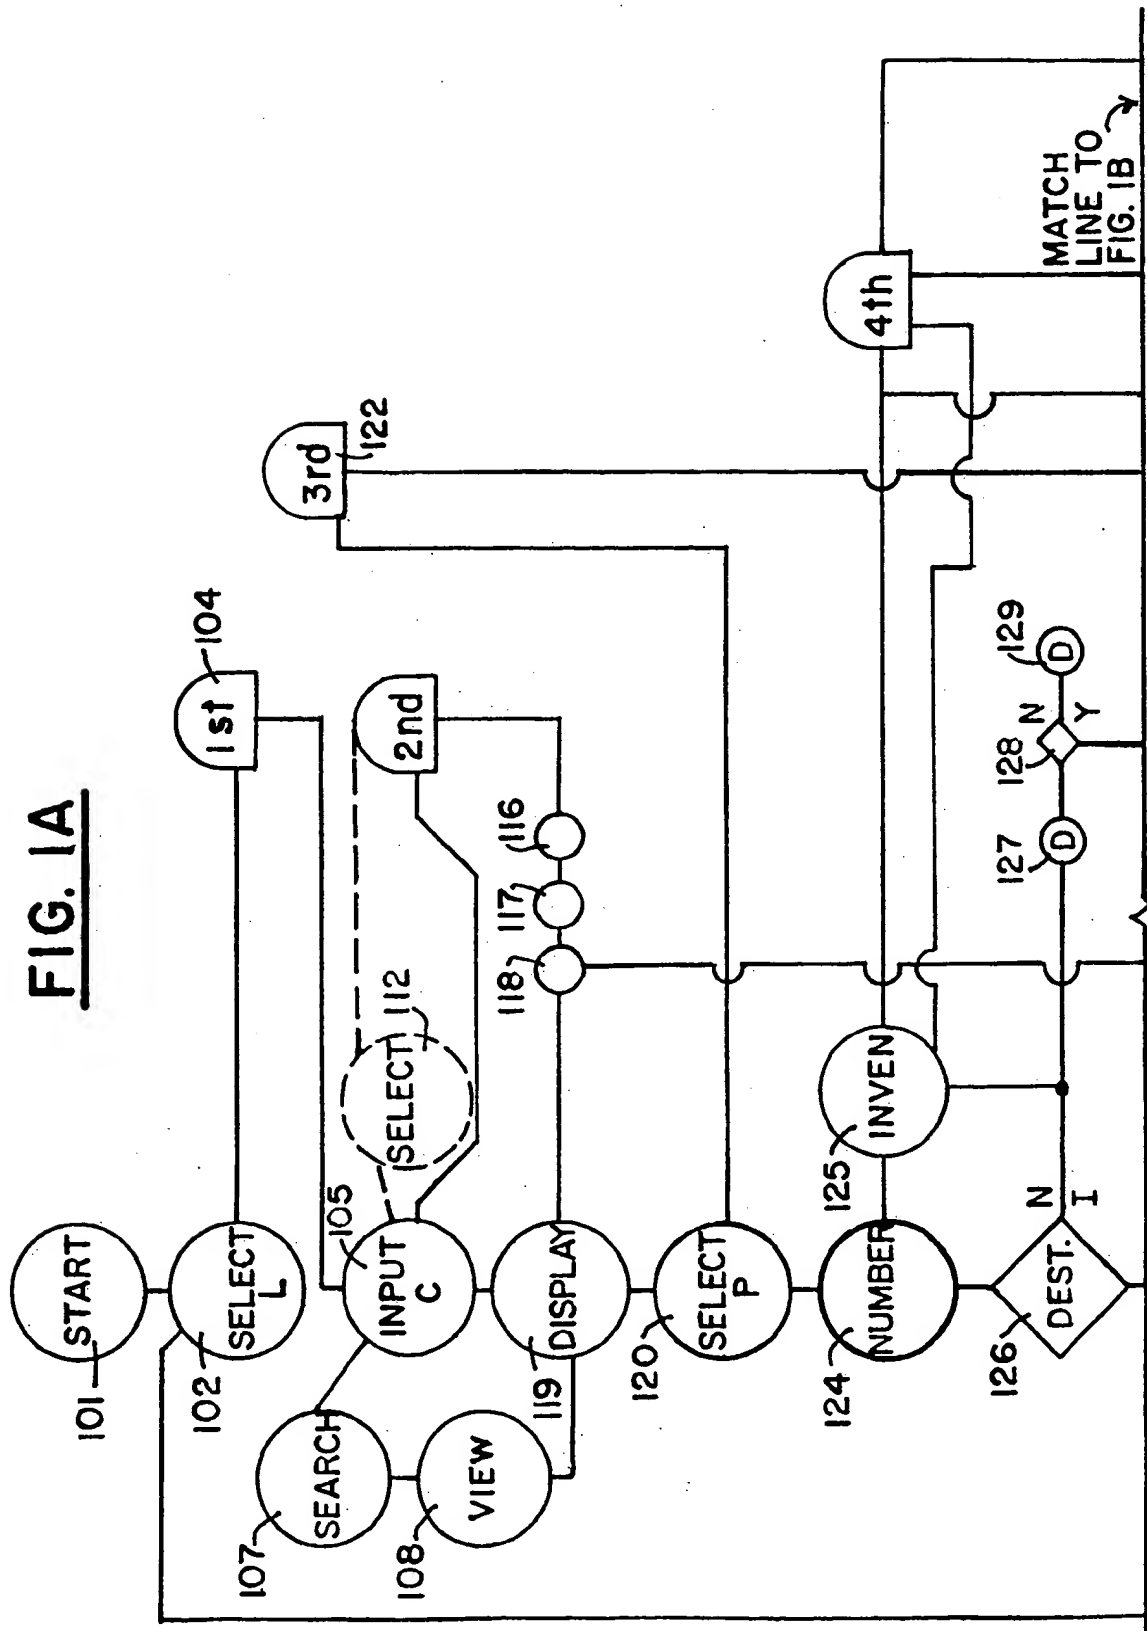 FIG. 1A
START
101
SELECT
L
102
1st
104
INPUT
C
105
SEARCH
107
VIEW
108
SELECT
112
2nd
116
117
118
DISPLAY
119
SELECT
P
120
3rd
122
NUMBER
124
INVEN
125
4th
DEST.
126
N
I
D
127
128
N
Y
D
129
MATCH
LINE TO
FIG. 1B